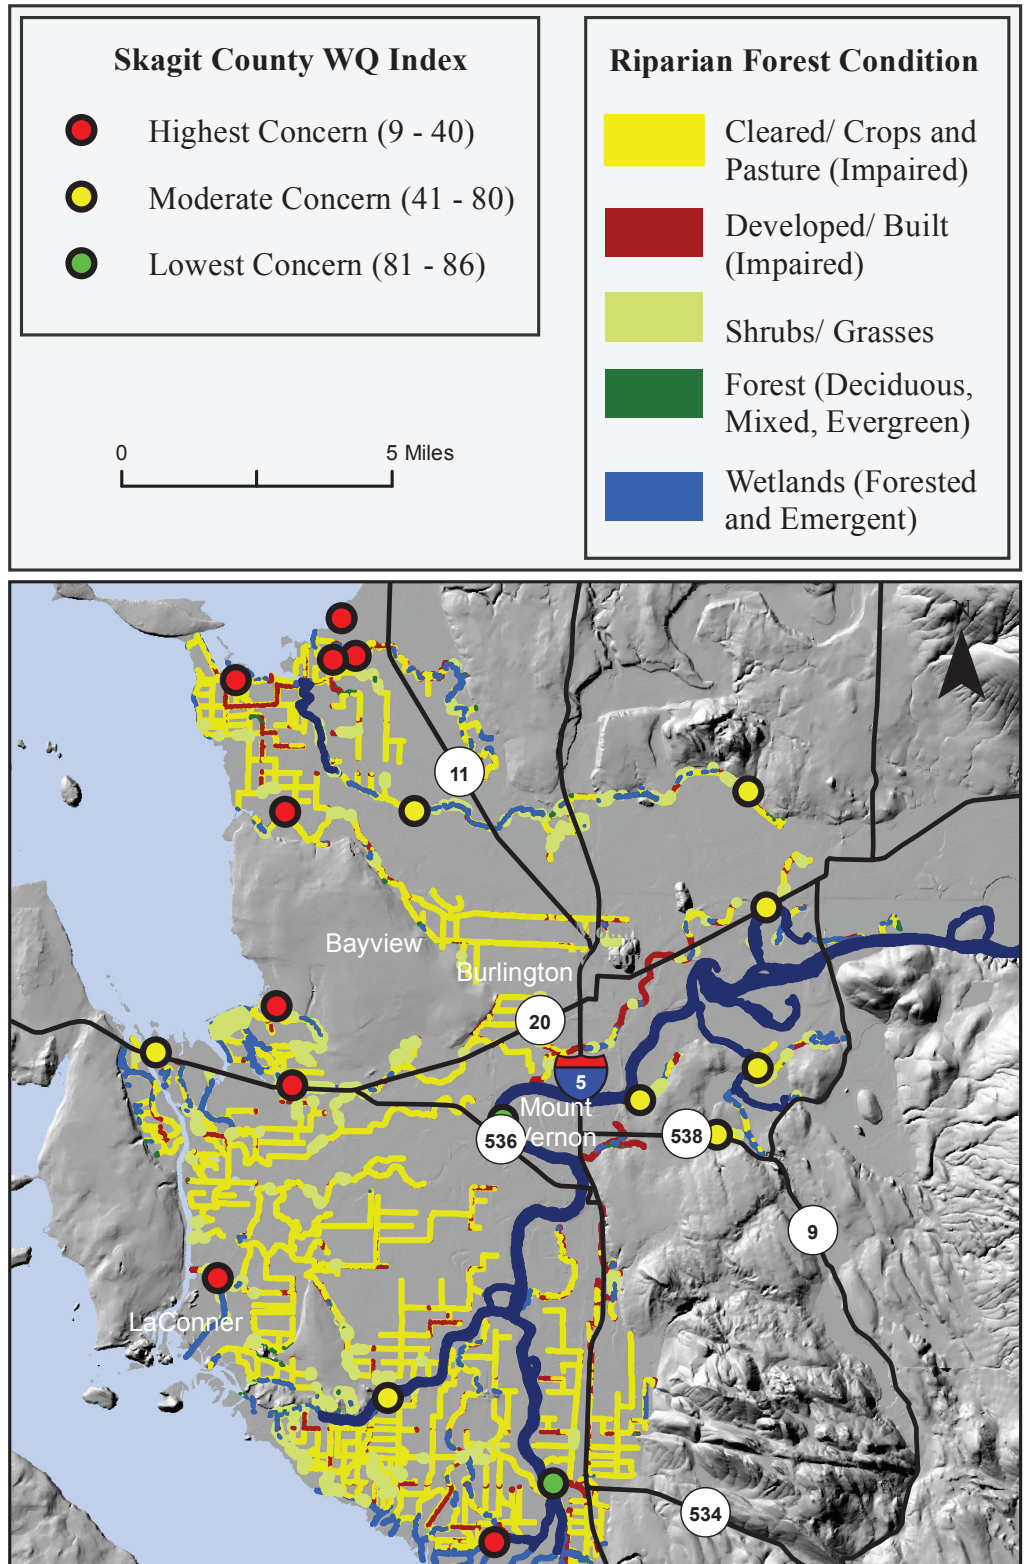 Skagit County WQ Index
Highest Concern (9 - 40)
Moderate Concern (41 - 80)
Lowest Concern (81 - 86)
0
5 Miles
Riparian Forest Condition
Cleared/ Crops and
Pasture (Impaired)
Developed/ Built
(Impaired)
Shrubs/ Grasses
Forest (Deciduous,
Mixed, Evergreen)
Wetlands (Forested
and Emergent)
11
Bayview
Burlington
20
5
Mount
Vernon
536
538
9
LaConner
534